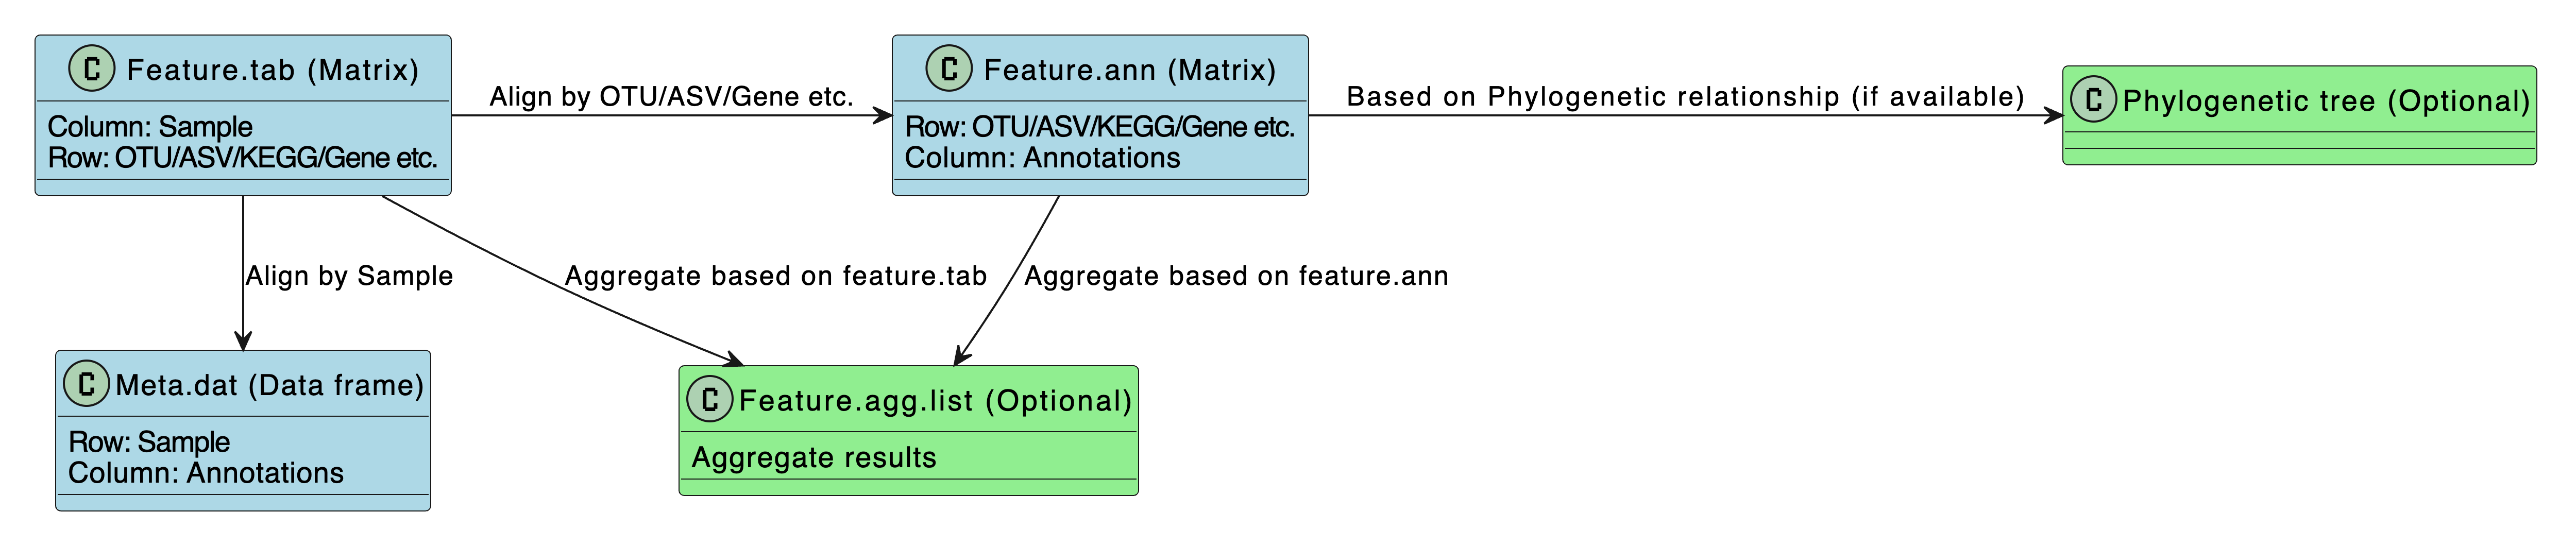 C Feature.tab (Matrix)
Column: Sample
Row: OTU/ASV/KEGG/Gene etc.
Align by OTU/ASV/Gene etc.
C Feature.ann (Matrix)
Row: OTU/ASV/KEGG/Gene etc.
Column: Annotations
Based on Phylogenetic relationship (if available)
C Phylogenetic tree (Optional)
Align by Sample
Aggregate based on feature.tab
Aggregate based on feature.ann
C Meta.dat (Data frame)
Row: Sample
Column: Annotations
C Feature.agg.list (Optional)
Aggregate results